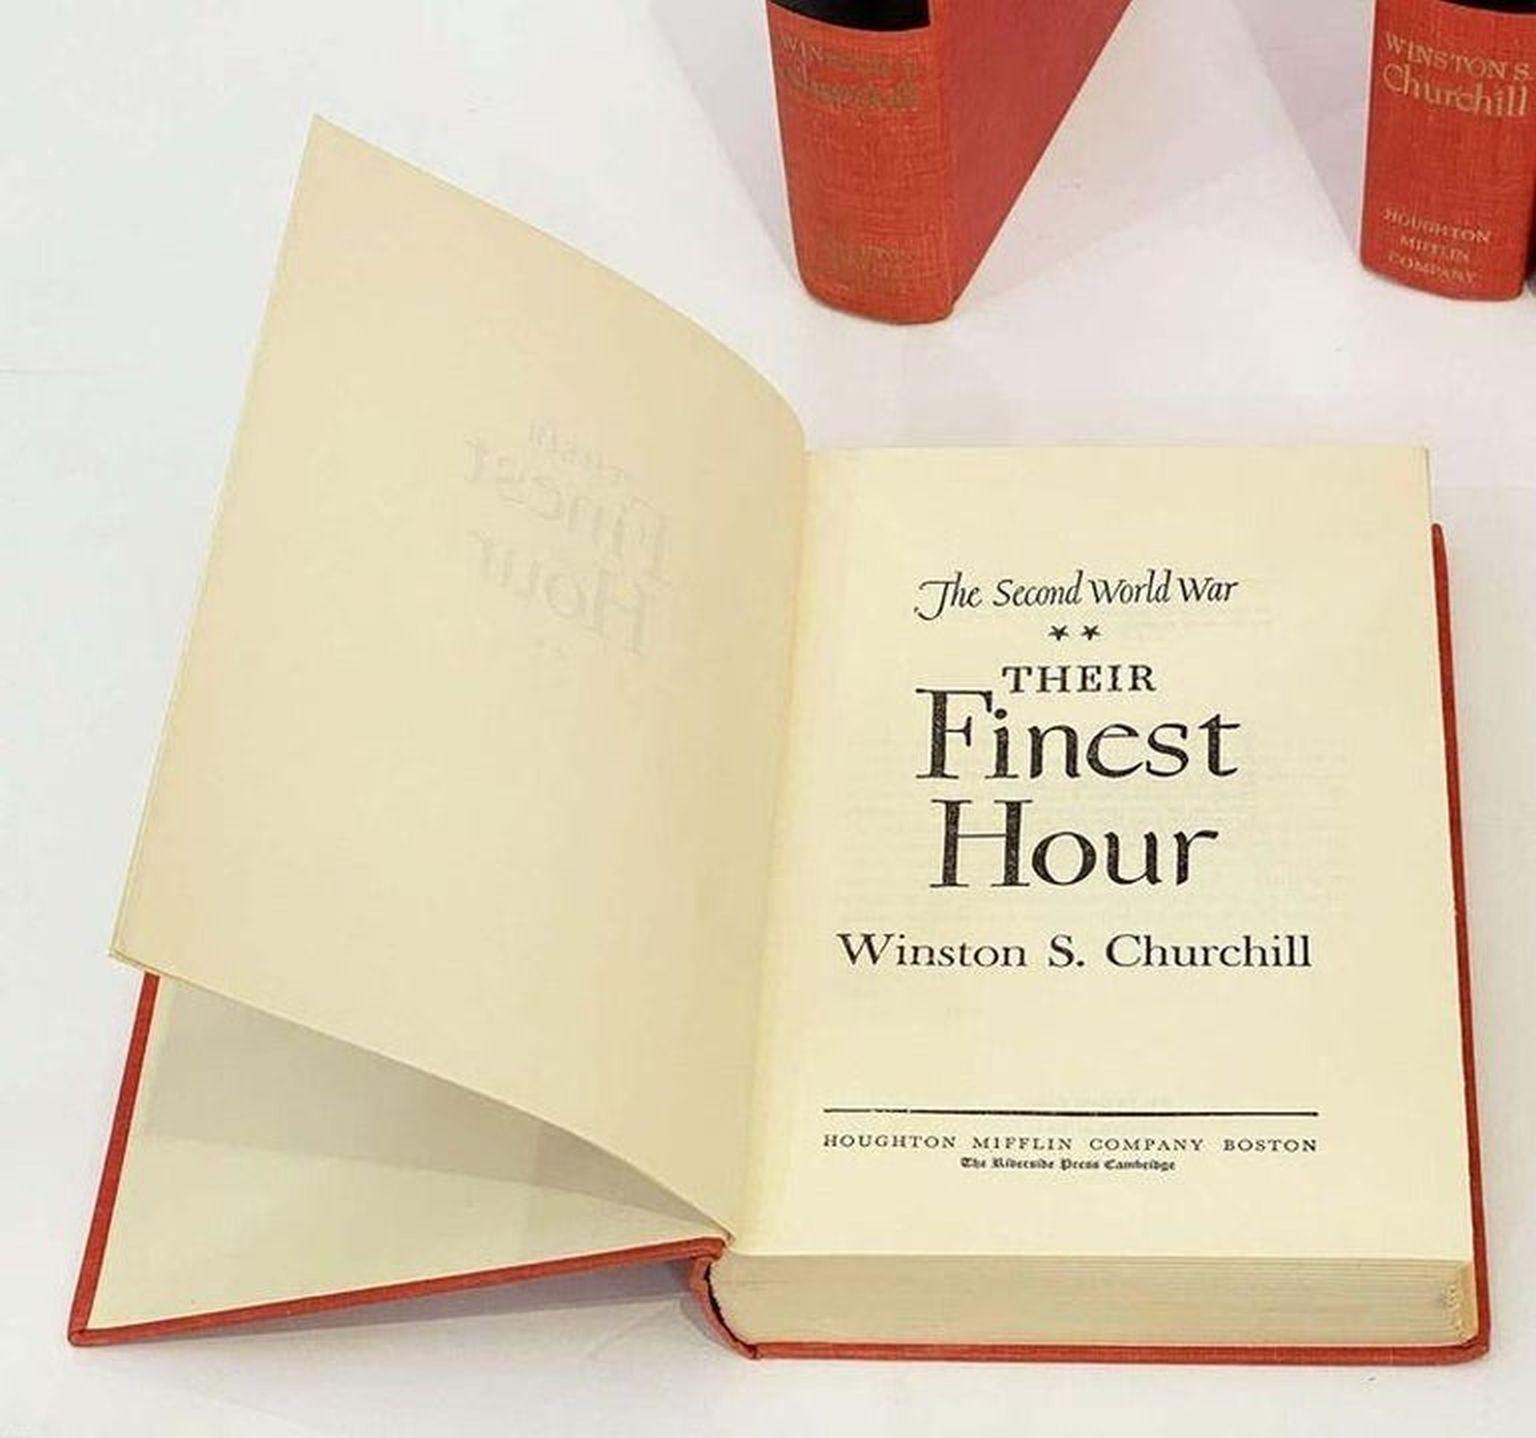 WINSTON S.
Churchill
WINSTON S.
Churchill
HOUGHTON
MIFFLIN
COMPANY
The Second World War
★ ★
THEIR
Finest
Hour
Winston S. Churchill
HOUGHTON MIFFLIN COMPANY BOSTON
The Riverside Press Cambridge